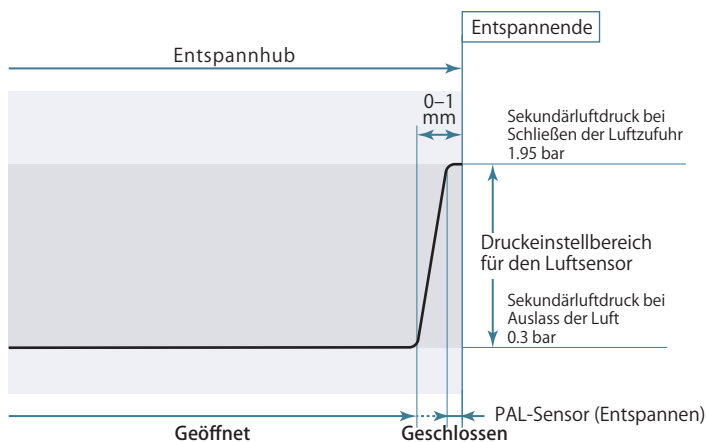 Entspannende
Entspannhub
0–1
mm
Sekundärluftdruck bei
Schließen der Luftzufuhr
1.95 bar
Druckeinstellbereich
für den Luftsensor
Sekundärluftdruck bei
Auslass der Luft
0.3 bar
PAL-Sensor (Entspannen)
Geöffnet
Geschlossen